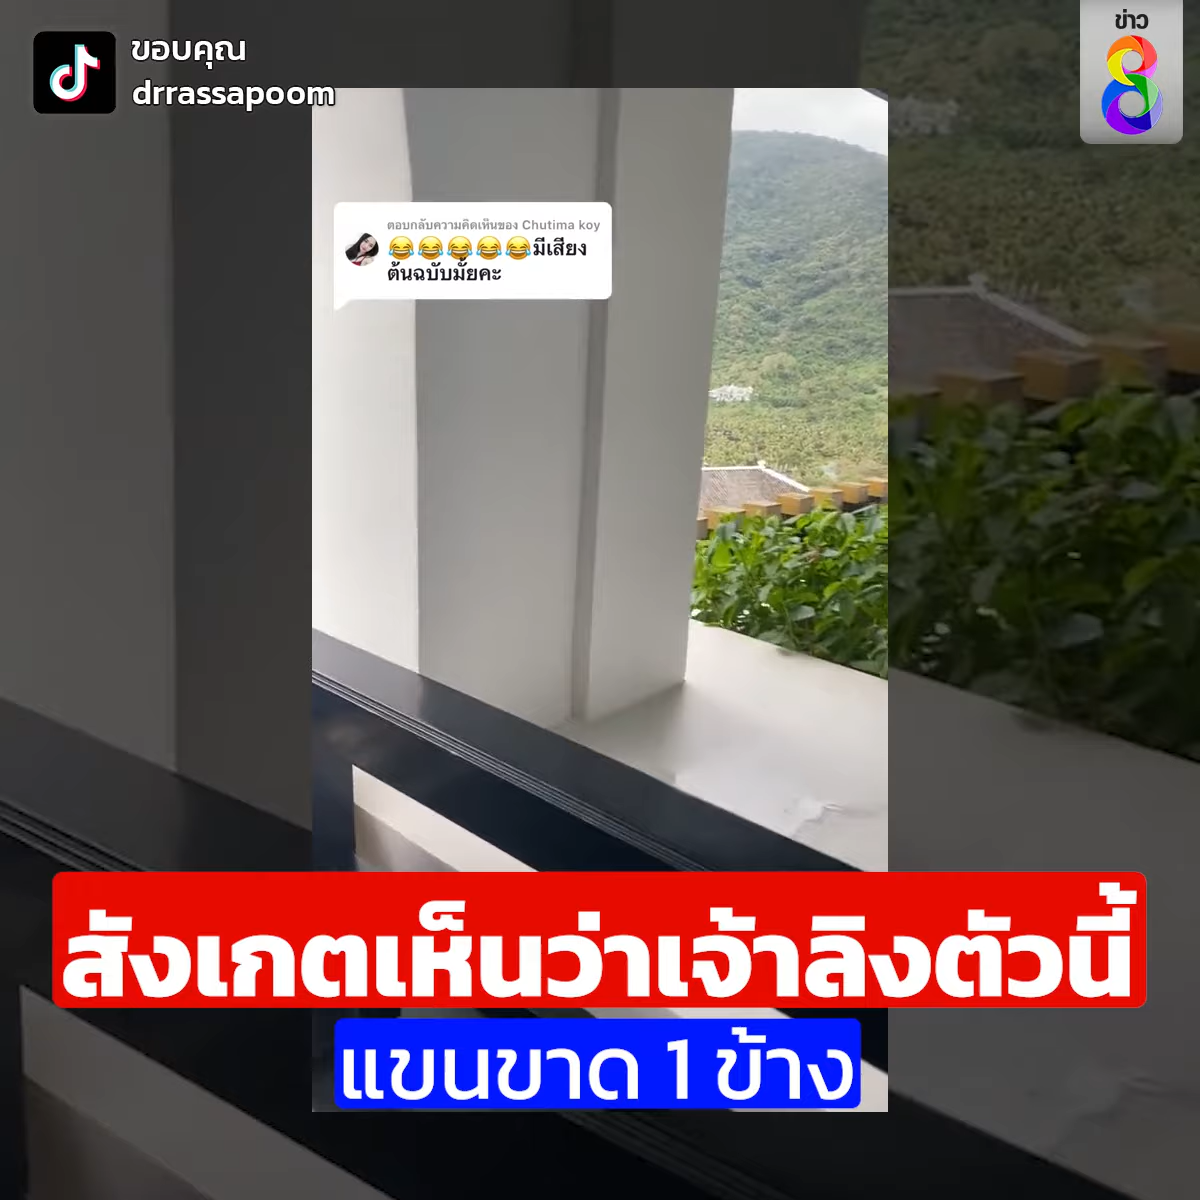 ขอบคุณ
drrassapoom
ข่าว
8
ตอบกลับความคิดเห็นของ Chutima koy
😂😂😂😂😂มีเสียง
ต้นฉบับมั้ยคะ
สังเกตเห็นว่าเจ้าลิงตัวนี้
แขนขาด 1 ข้าง